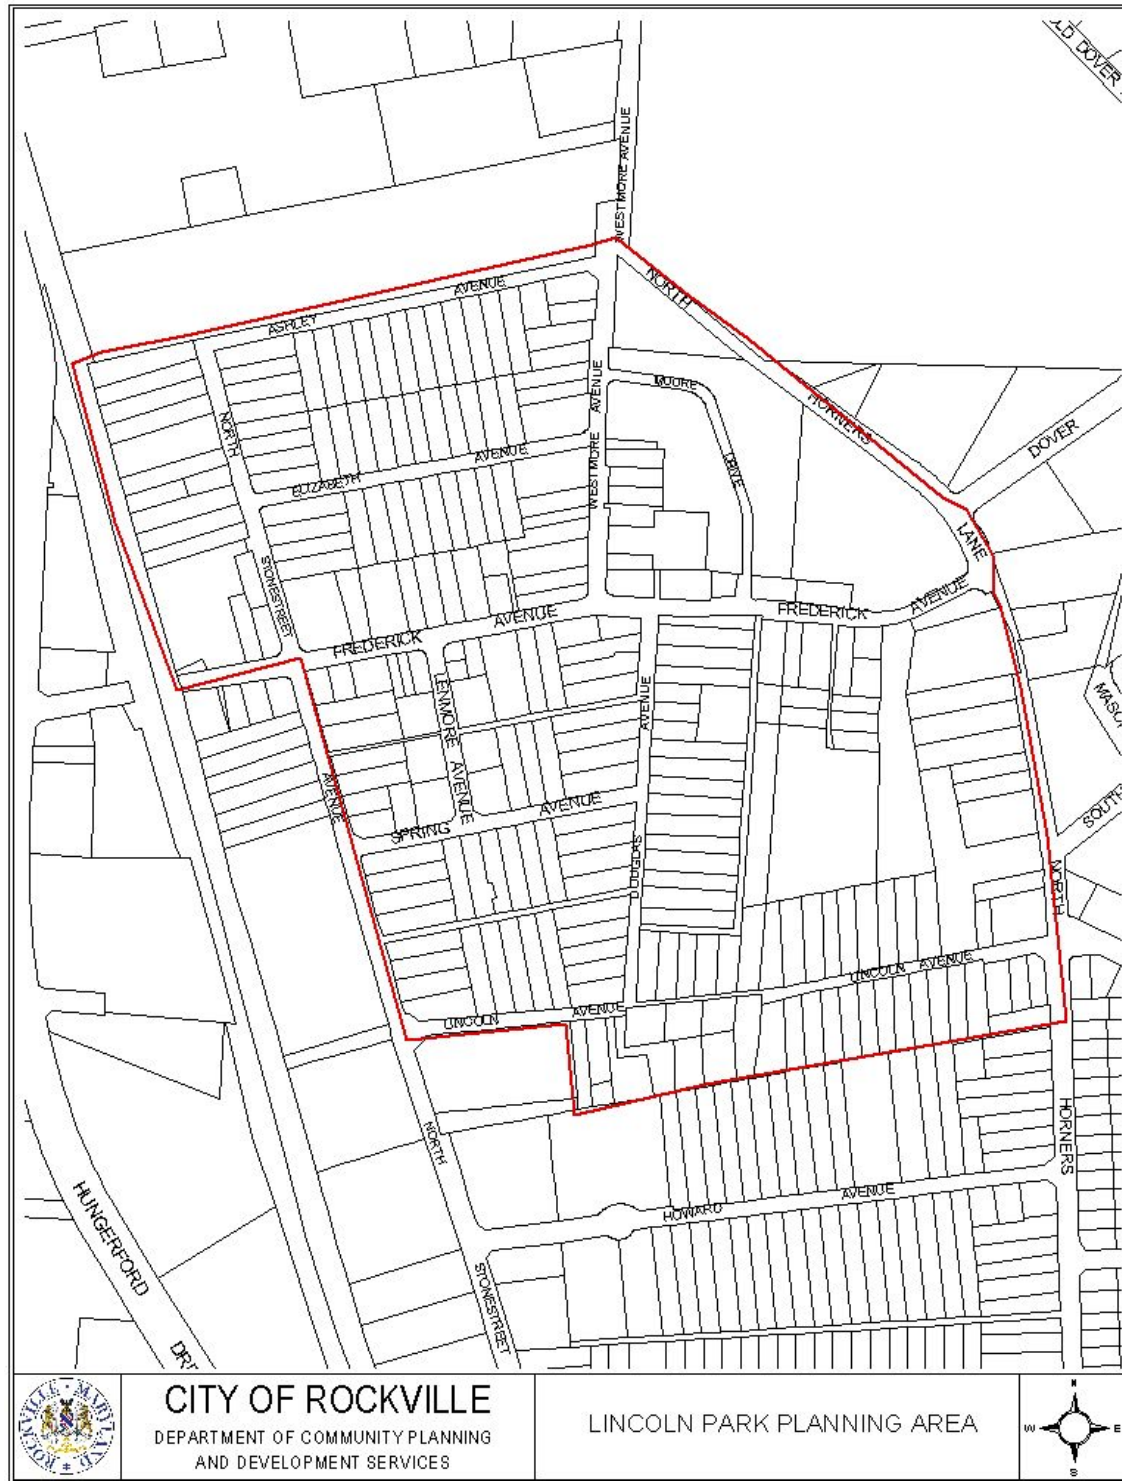 OLD DOVER
WESTMORE AVENUE
NORTH
AVENUE
ASHLEY
MOORE
WESTMORE AVENUE
HORNERS
DOVER
NORTH
AVENUE
ELIZABETH
DRIVE
LANE
STONESTREET
AVENUE
FREDERICK
AVENUE
FREDERICK
LENMORE AVENUE
AVENUE
AVENUE
AVENUE
SPRING
SOUTH
DOUGLAS
NORTH
LINCOLN AVENUE
AVENUE
LINCOLN
NORTH
HORNERS
HUNGERFORD
AVENUE
HOWARD
STONESTREET
ROCKVILLE MARYLAND
CITY OF ROCKVILLE
DEPARTMENT OF COMMUNITY PLANNING
AND DEVELOPMENT SERVICES
LINCOLN PARK PLANNING AREA
N
W E
S